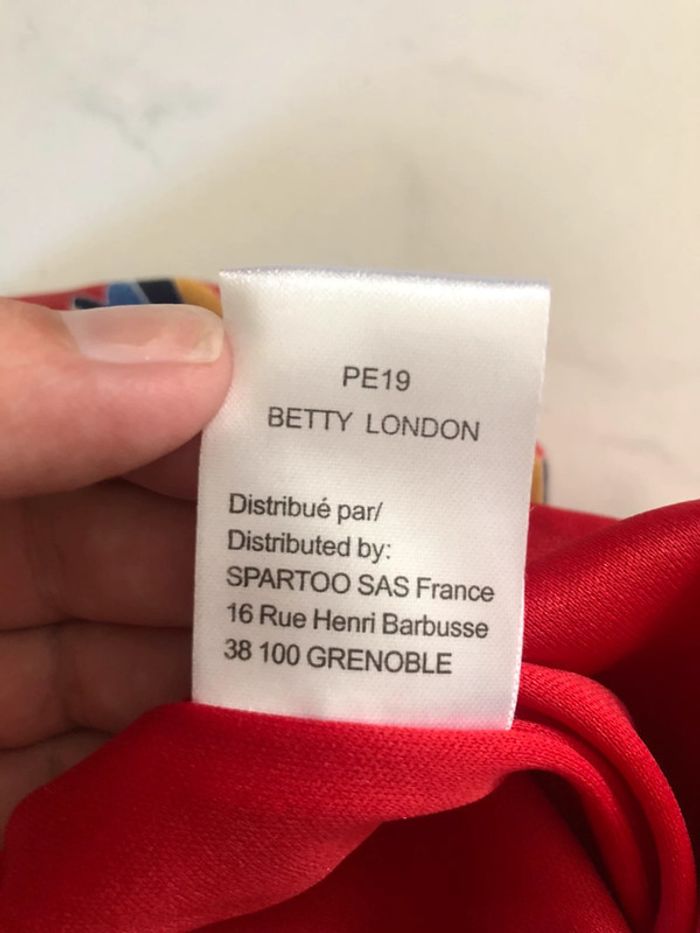 PE19
BETTY LONDON
Distribué par/
Distributed by:
SPARTOO SAS France
16 Rue Henri Barbusse
38 100 GRENOBLE